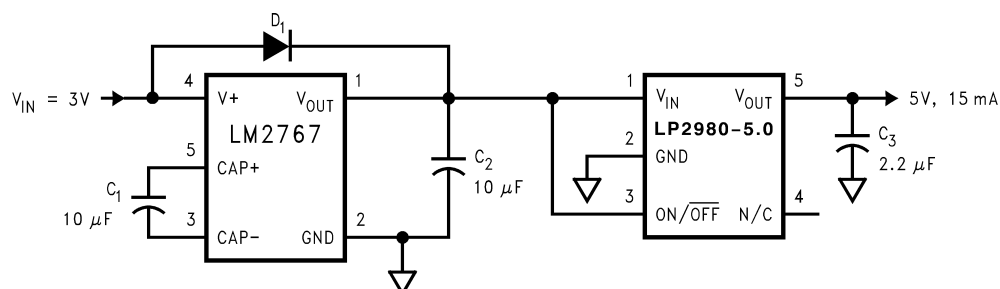 D1
VIN = 3V
4
1
V+
VOUT
LM2767
5
CAP+
C1
10 μF
3
CAP-
GND
2
C2
10 μF
1
5
VIN
VOUT
LP2980-5.0
2
GND
3
4
ON/OFF
N/C
5V, 15 mA
C3
2.2 μF